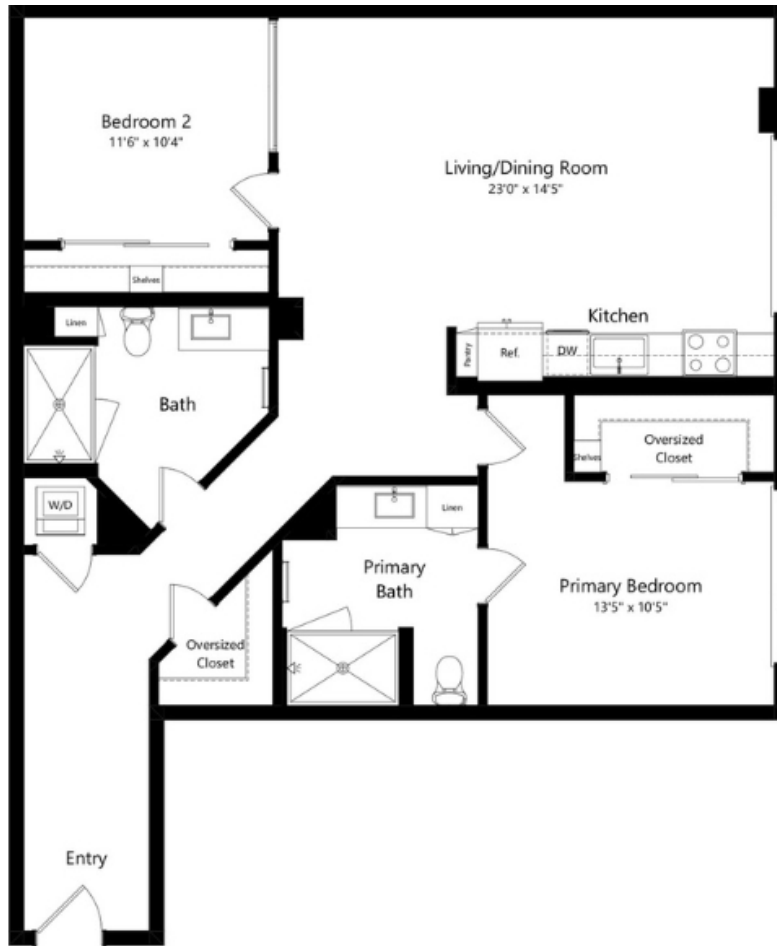 Bedroom 2
11'6" x 10'4"
Living/Dining Room
23'0" x 14'5"
Shelves
Kitchen
Linen
Pantry
Ref.
DW
Bath
Oversized
Closet
Shelves
W/D
Linen
Primary
Bath
Primary Bedroom
13'5" x 10'5"
Oversized
Closet
Entry